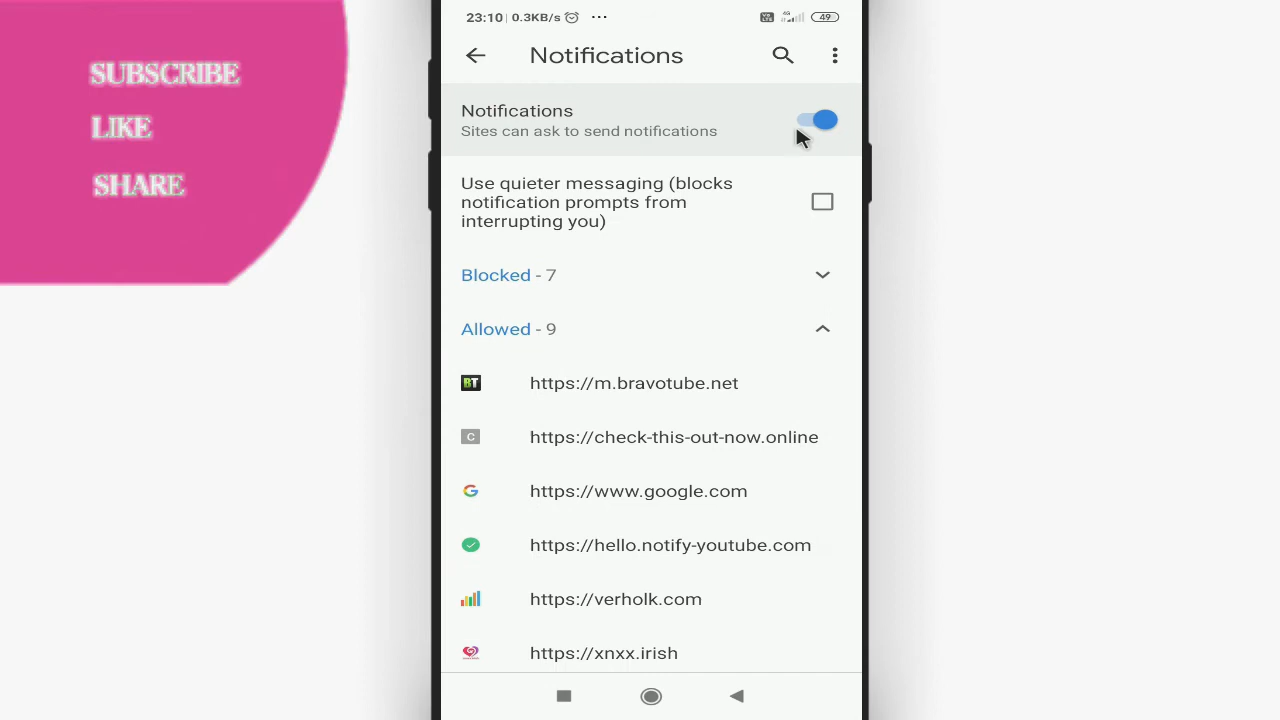 SUBSCRIBE
LIKE
SHARE
23:10 | 0.3KB/s ...
4G
49
Notifications
Notifications
Sites can ask to send notifications
Use quieter messaging (blocks
notification prompts from
interrupting you)
Blocked - 7
Allowed - 9
BT
https://m.bravotube.net
C
https://check-this-out-now.online
G
https://www.google.com
https://hello.notify-youtube.com
https://verholk.com
https://xnxx.irish